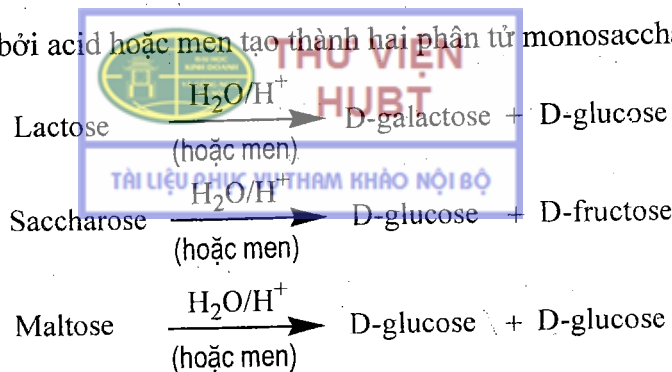 bởi acid hoặc men tạo thành hai phân tử monosaccha
THƯ VIỆN
HUBT
H₂O/H⁺
Lactose → D-galactose + D-glucose
(hoặc men)
TÀI LIỆU PHỤC VỤ THAM KHẢO NỘI BỘ
H₂O/H⁺
Saccharose → D-glucose + D-fructose
(hoặc men)
H₂O/H⁺
Maltose → D-glucose + D-glucose
(hoặc men)